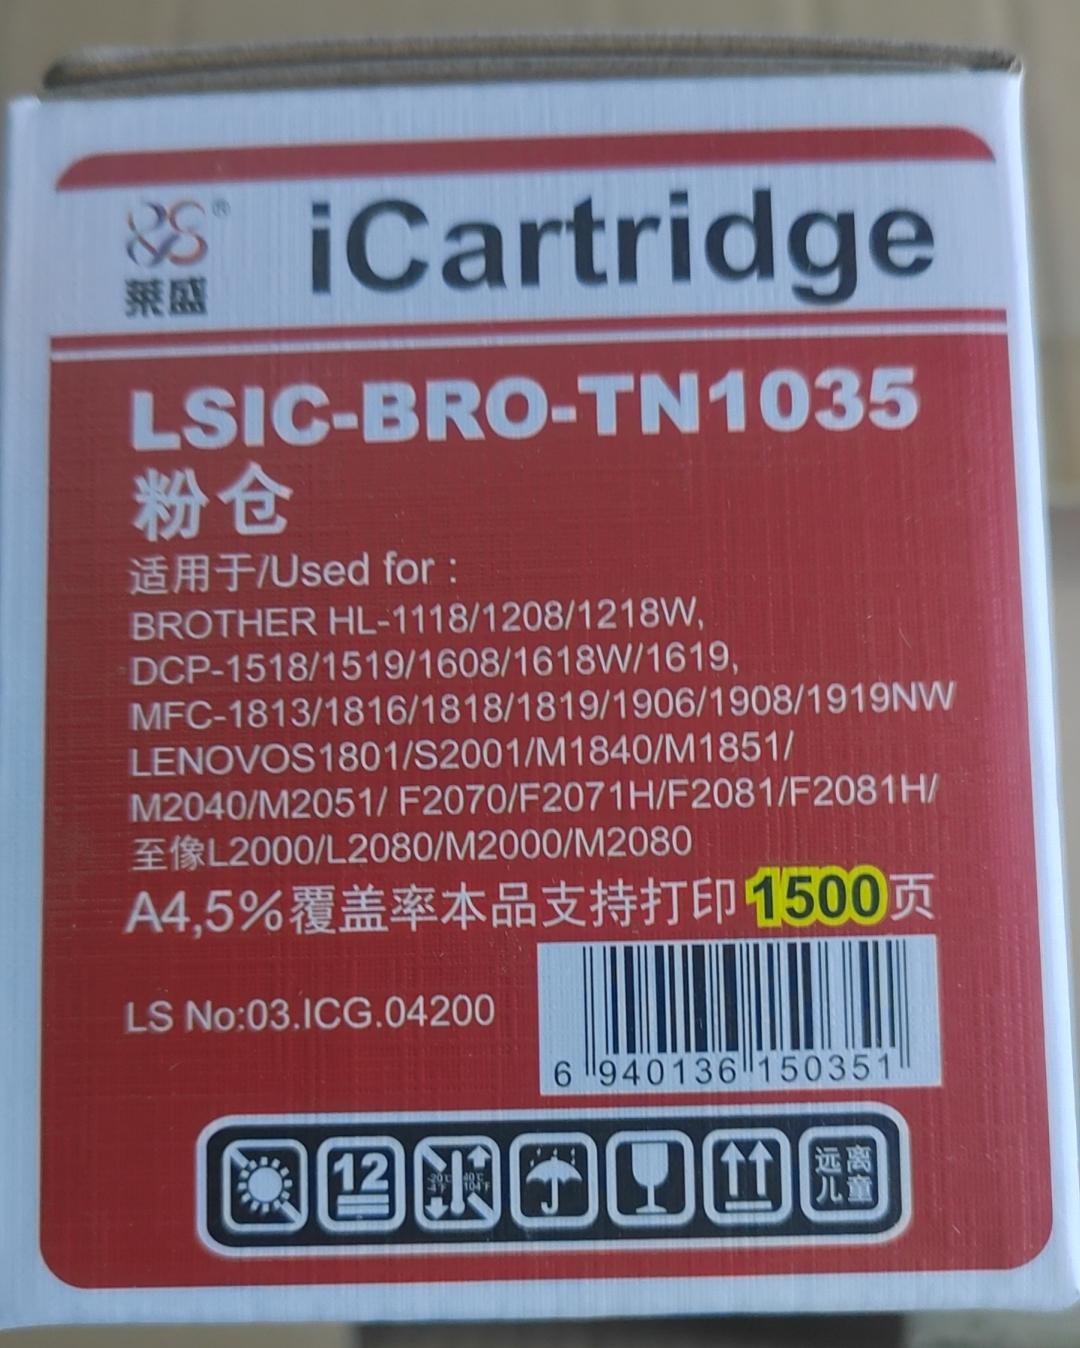 iCartridge
莱盛
LSIC-BRO-TN1035
粉仓
适用于/Used for :
BROTHER HL-1118/1208/1218W,
DCP-1518/1519/1608/1618W/1619,
MFC-1813/1816/1818/1819/1906/1908/1919NW
LENOVOS1801/S2001/M1840/M1851/
M2040/M2051/ F2070/F2071H/F2081/F2081H/
至像L2000/L2080/M2000/M2080
A4,5%覆盖率本品支持打印1500页
LS No:03.ICG.04200
6 940136 150351
12
-20℃ 40℃
-4℉ 104℉
远离
儿童